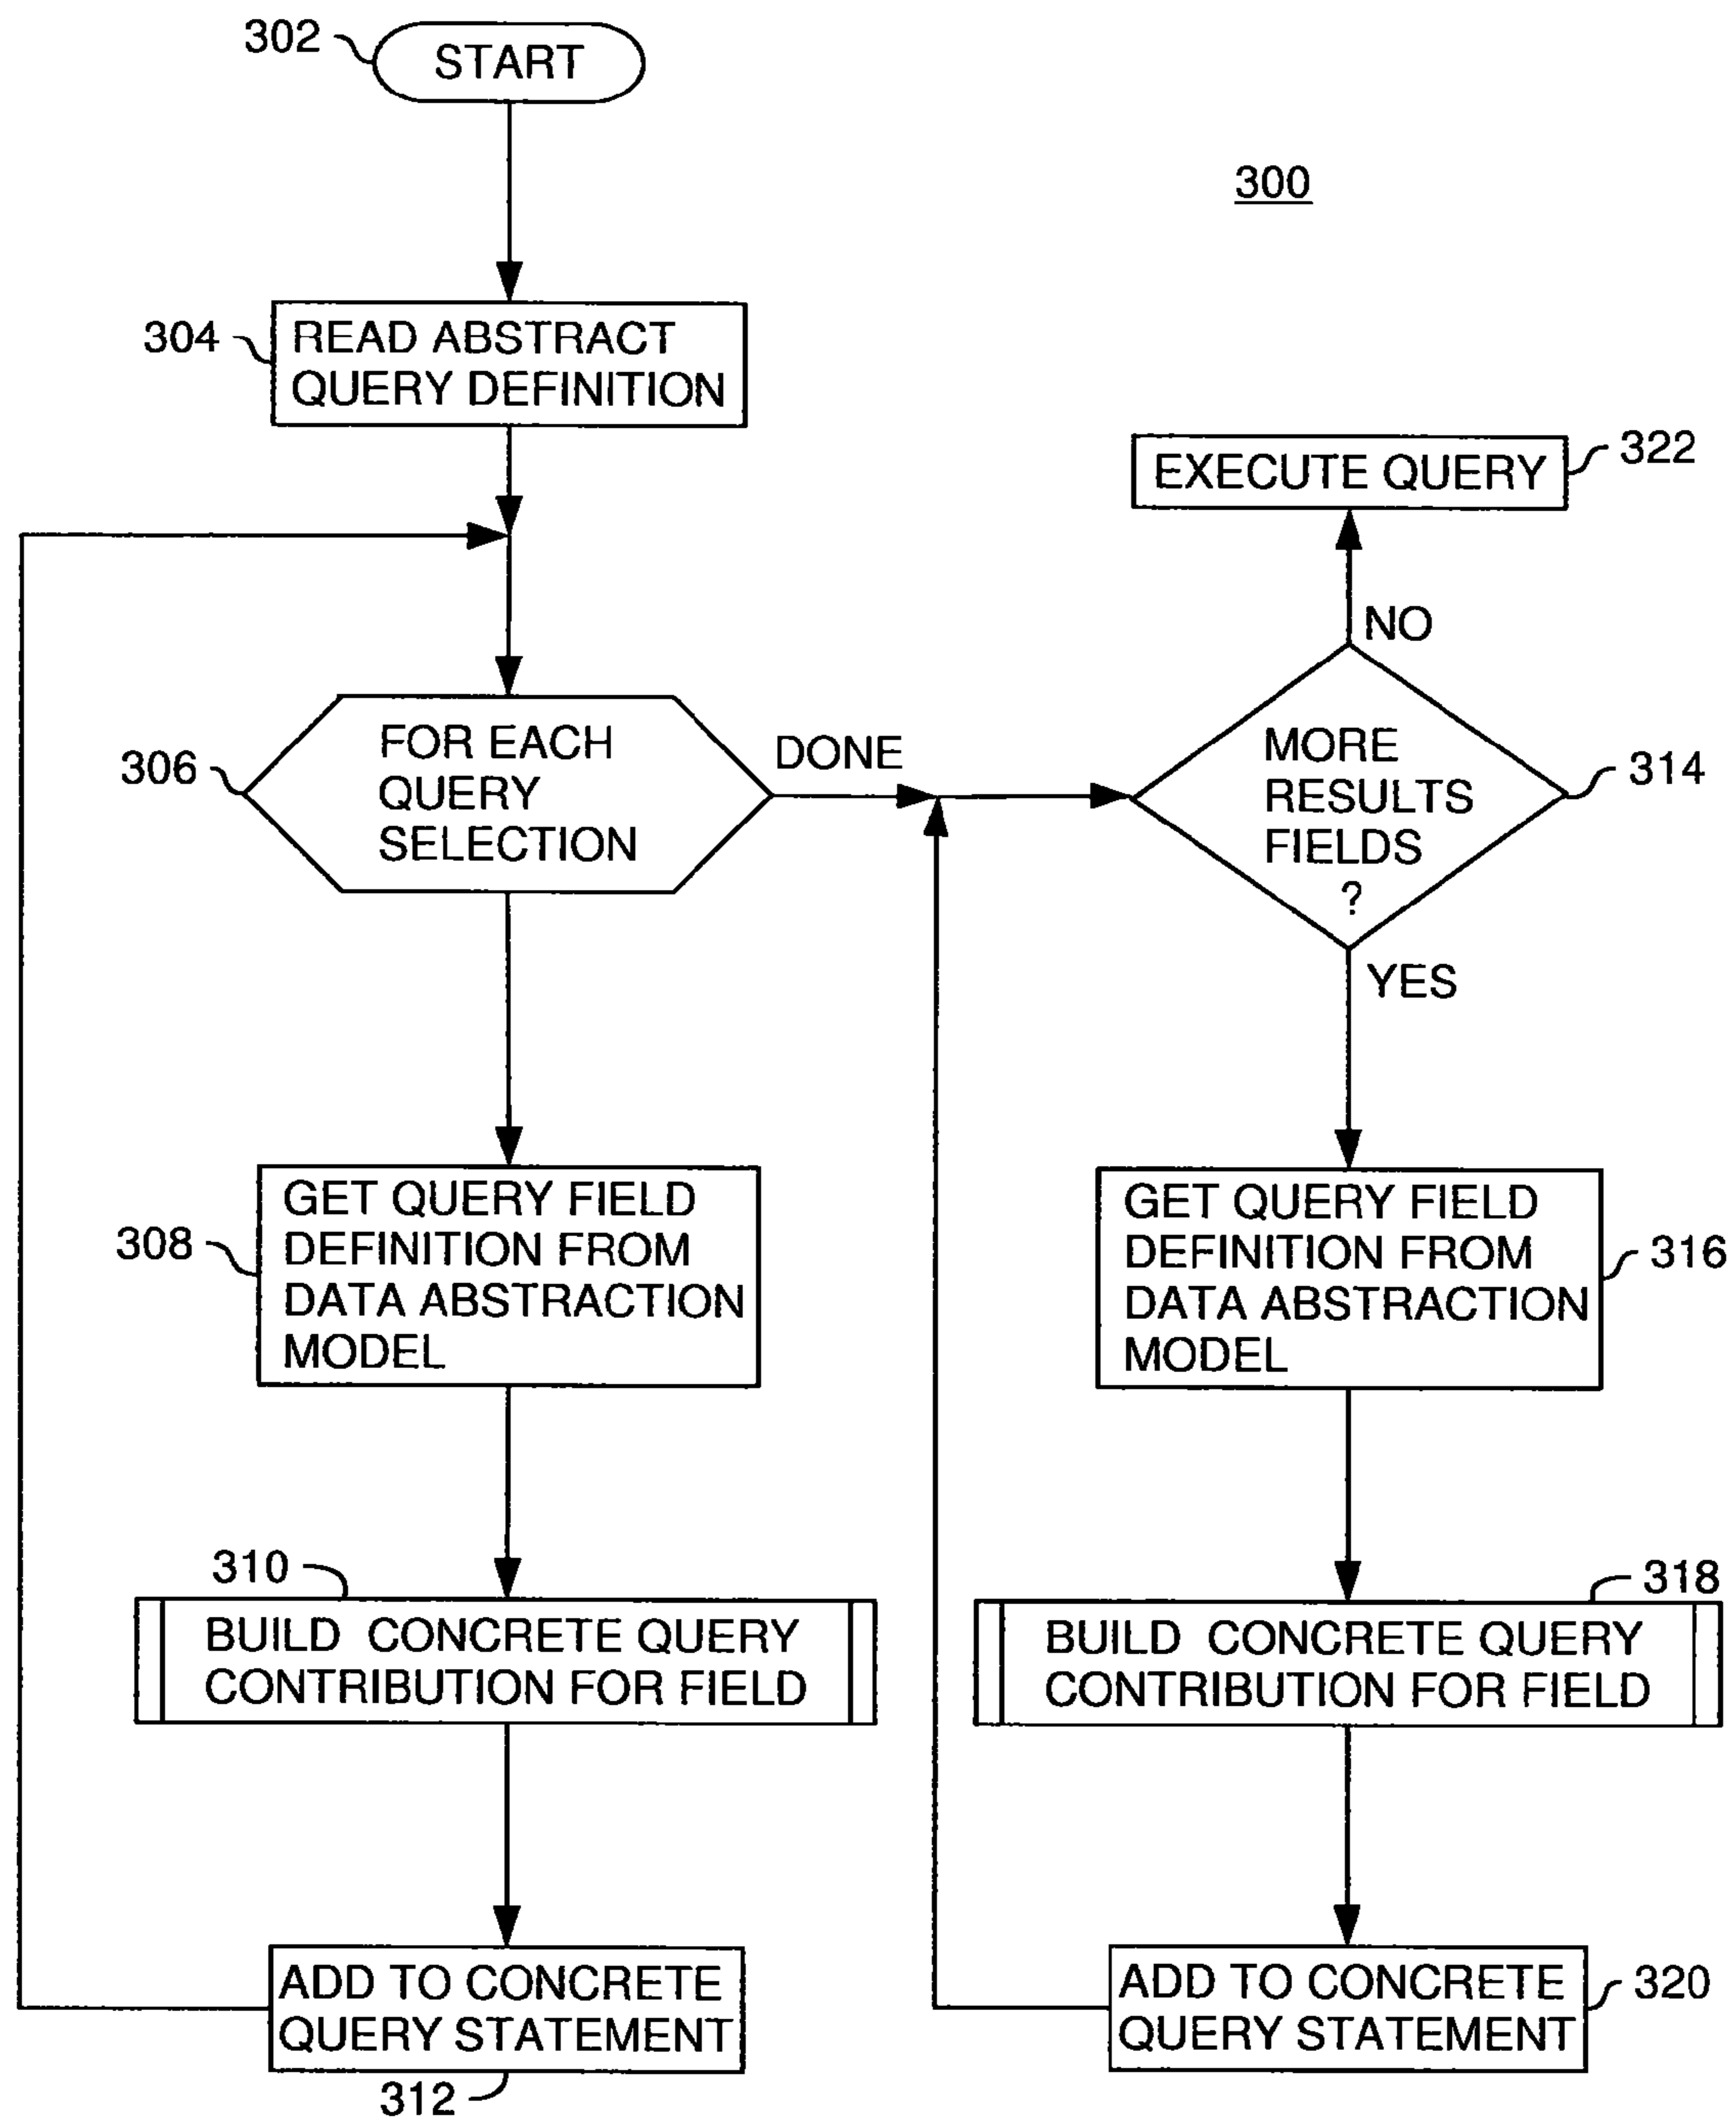 302
START
300
304
READ ABSTRACT
QUERY DEFINITION
322
EXECUTE QUERY
NO
306
FOR EACH
QUERY
SELECTION
DONE
314
MORE
RESULTS
FIELDS
?
YES
308
GET QUERY FIELD
DEFINITION FROM
DATA ABSTRACTION
MODEL
316
GET QUERY FIELD
DEFINITION FROM
DATA ABSTRACTION
MODEL
310
BUILD CONCRETE QUERY
CONTRIBUTION FOR FIELD
318
BUILD CONCRETE QUERY
CONTRIBUTION FOR FIELD
ADD TO CONCRETE
QUERY STATEMENT
312
320
ADD TO CONCRETE
QUERY STATEMENT